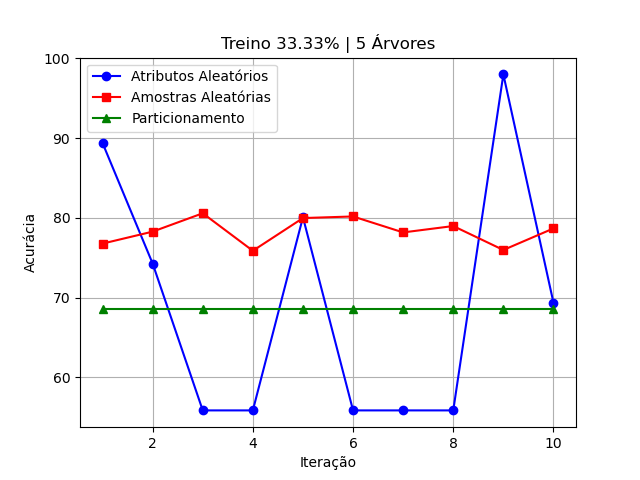 Treino 33.33% | 5 Árvores
100
90
80
70
60
Acurácia
Atributos Aleatórios
Amostras Aleatórias
Particionamento
2 4 6 8 10
Iteração